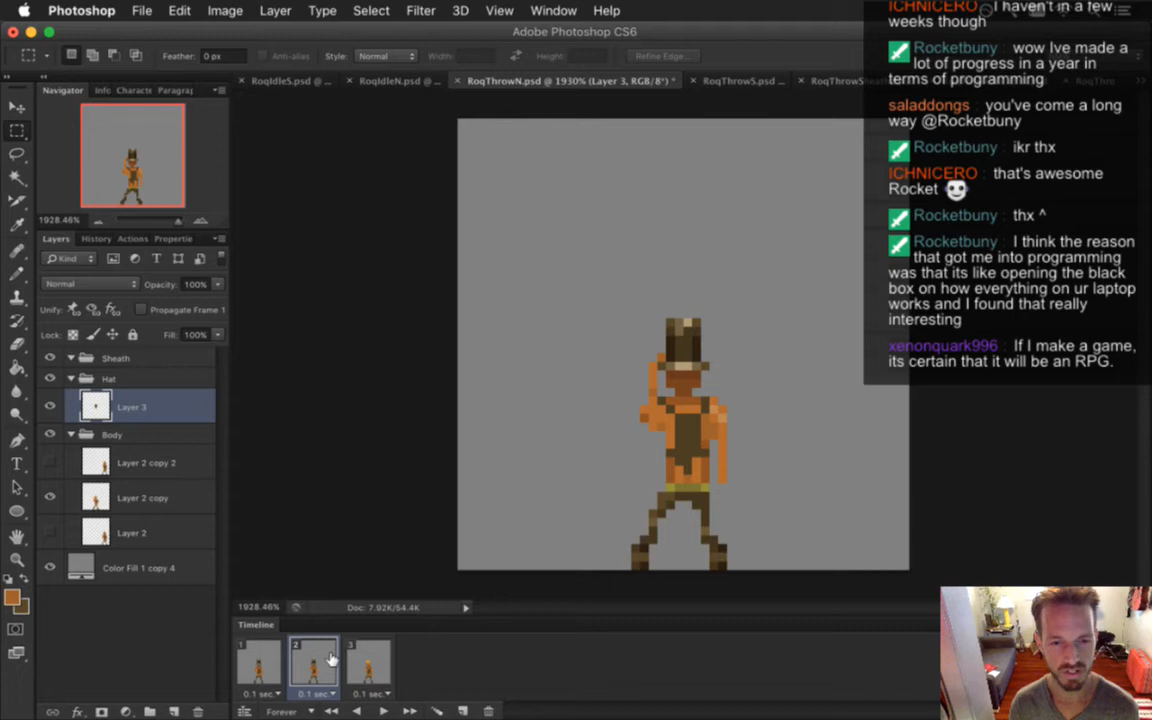 Photoshop File Edit Image Layer Type Select Filter 3D View Window Help
Adobe Photoshop CS6
Feather: 0 px Anti-alias Style: Normal Width: Height: Refine Edge...
RoqIdleS.psd ... RoqIdleN.psd @ ... RoqThrowN.psd @ 1930% (Layer 3, RGB/8*) * RoqThrowS.psd ...
Navigator Info Charact Paragra
1928.46%
Layers History Actions Propertie
Kind
Normal Opacity: 100%
Unify: Propagate Frame 1
Lock: Fill: 100%
Sheath
Hat
Layer 3
Body
Layer 2 copy 2
Layer 2 copy
Layer 2
Color Fill 1 copy 4
1928.46% Doc: 7.92K/54.4K
Timeline
1 2 3
0.1 sec. 0.1 sec. 0.1 sec.
Forever
ICHNICERO : I haven't in a few
weeks though
Rocketbuny : wow Ive made a
lot of progress in a year in
terms of programming
saladdongs : you've come a long
way @Rocketbuny
Rocketbuny : ikr thx
ICHNICERO : that's awesome
Rocket
Rocketbuny : thx ^
Rocketbuny : I think the reason
that got me into programming
was that its like opening the black
box on how everything on ur laptop
works and I found that really
interesting
xenonquark996 : If I make a game,
its certain that it will be an RPG.